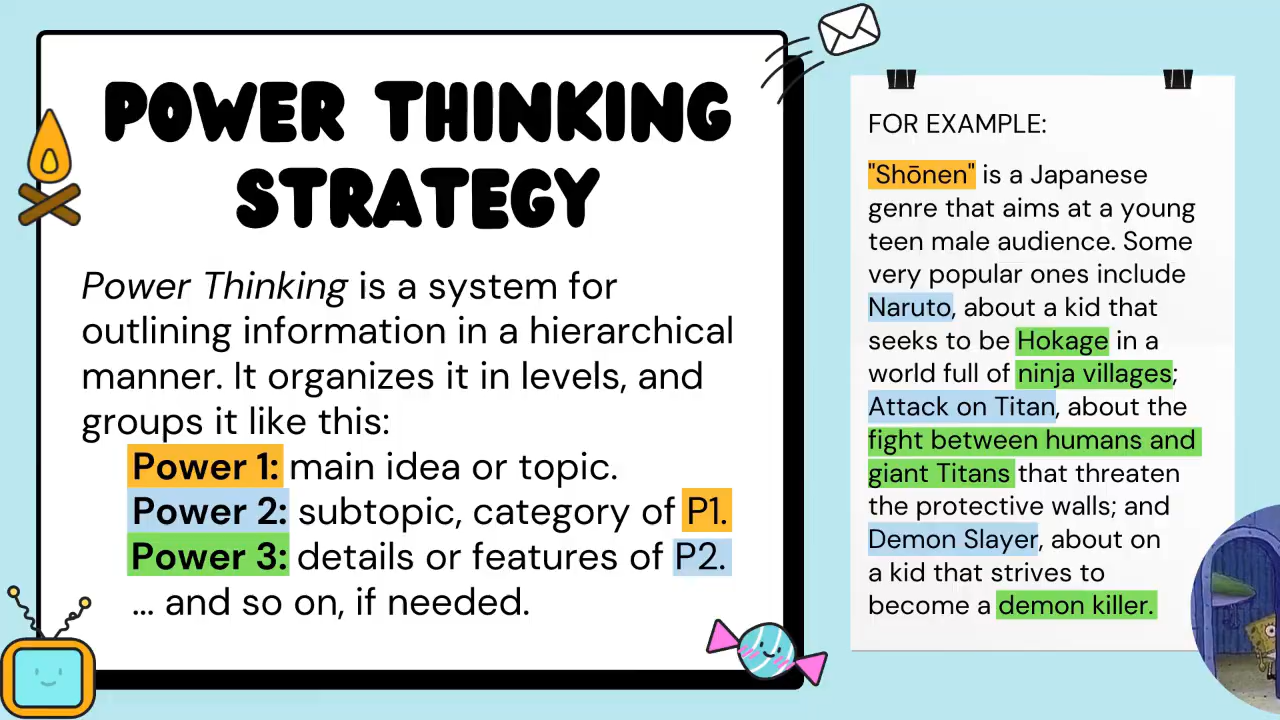 POWER THINKING
STRATEGY
Power Thinking is a system for
outlining information in a hierarchical
manner. It organizes it in levels, and
groups it like this:
Power 1: main idea or topic.
Power 2: subtopic, category of P1.
Power 3: details or features of P2.
... and so on, if needed.
FOR EXAMPLE:
"Shōnen" is a Japanese
genre that aims at a young
teen male audience. Some
very popular ones include
Naruto, about a kid that
seeks to be Hokage in a
world full of ninja villages;
Attack on Titan, about the
fight between humans and
giant Titans that threaten
the protective walls; and
Demon Slayer, about on
a kid that strives to
become a demon killer.